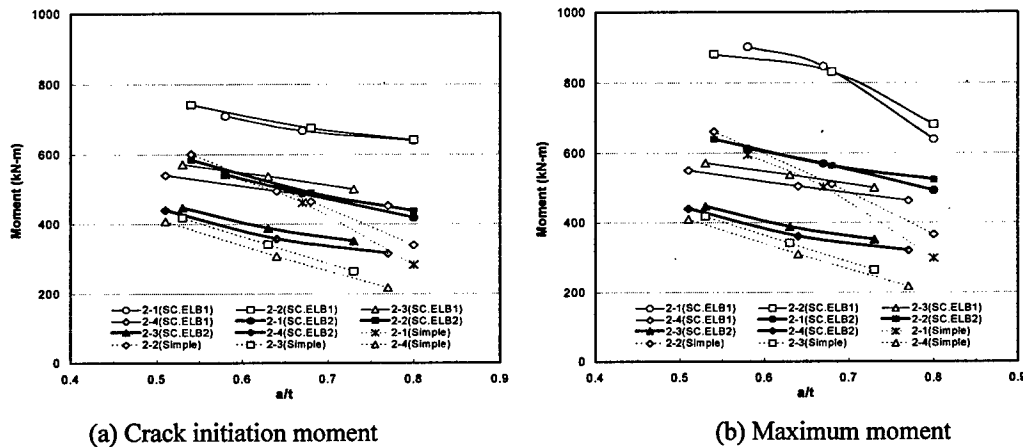 1000
800
600
400
200
0
Moment (kN-m)
0.4 0.5 0.6 0.7 0.8 0.9
a/t
2-1(SC.ELB1) 2-2(SC.ELB1) 2-3(SC.ELB1)
2-4(SC.ELB1) 2-1(SC.ELB2) 2-2(SC.ELB2)
2-3(SC.ELB2) 2-4(SC.ELB2) 2-1(Simple)
2-2(Simple) 2-3(Simple) 2-4(Simple)
(a) Crack initiation moment
1000
800
600
400
200
0
Moment (kN-m)
0.4 0.5 0.6 0.7 0.8 0.9
a/t
2-1(SC.ELB1) 2-2(SC.ELB1) 2-3(SC.ELB1)
2-4(SC.ELB1) 2-1(SC.ELB2) 2-2(SC.ELB2)
2-3(SC.ELB2) 2-4(SC.ELB2) 2-1(Simple)
2-2(Simple) 2-3(Simple) 2-4(Simple)
(b) Maximum moment